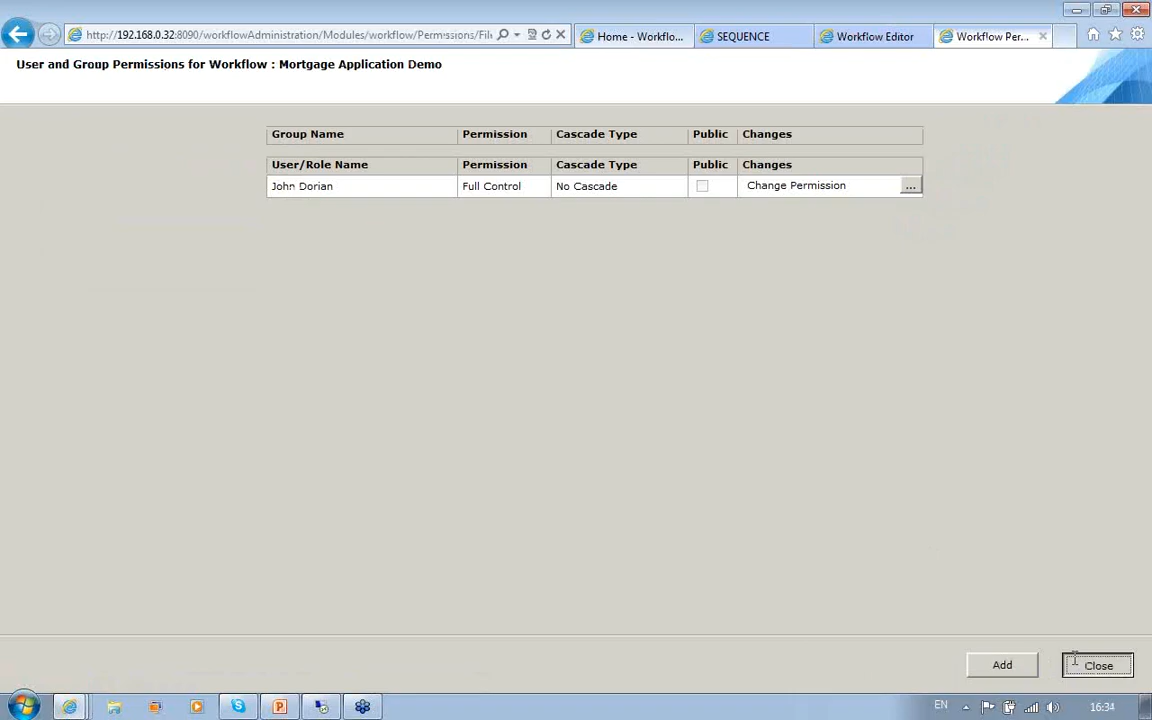 http://192.168.0.32:8090/workflowAdministration/Modules/workflow/Permissions/File
Home - Workflo...
SEQUENCE
Workflow Editor
Workflow Per...
User and Group Permissions for Workflow : Mortgage Application Demo
Group Name Permission Cascade Type Public Changes
User/Role Name Permission Cascade Type Public Changes
John Dorian Full Control No Cascade Change Permission ...
Add Close
EN 16:34